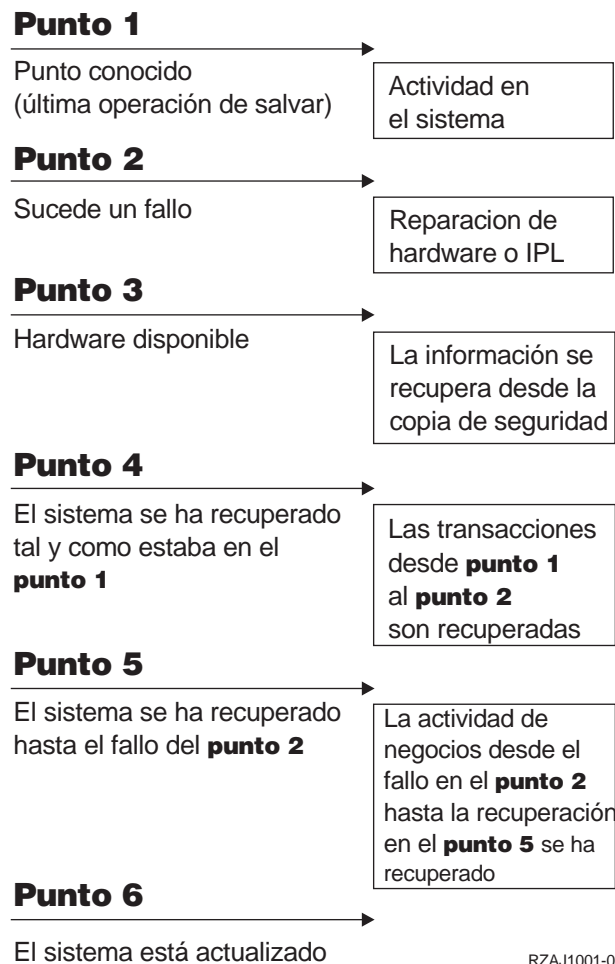 Punto 1
Punto conocido
(última operación de salvar)
Actividad en
el sistema
Punto 2
Sucede un fallo
Reparacion de
hardware o IPL
Punto 3
Hardware disponible
La información se
recupera desde la
copia de seguridad
Punto 4
El sistema se ha recuperado
tal y como estaba en el
punto 1
Las transacciones
desde punto 1
al punto 2
son recuperadas
Punto 5
El sistema se ha recuperado
hasta el fallo del punto 2
La actividad de
negocios desde el
fallo en el punto 2
hasta la recuperación
en el punto 5 se ha
recuperado
Punto 6
El sistema está actualizado
RZAJ1001-0